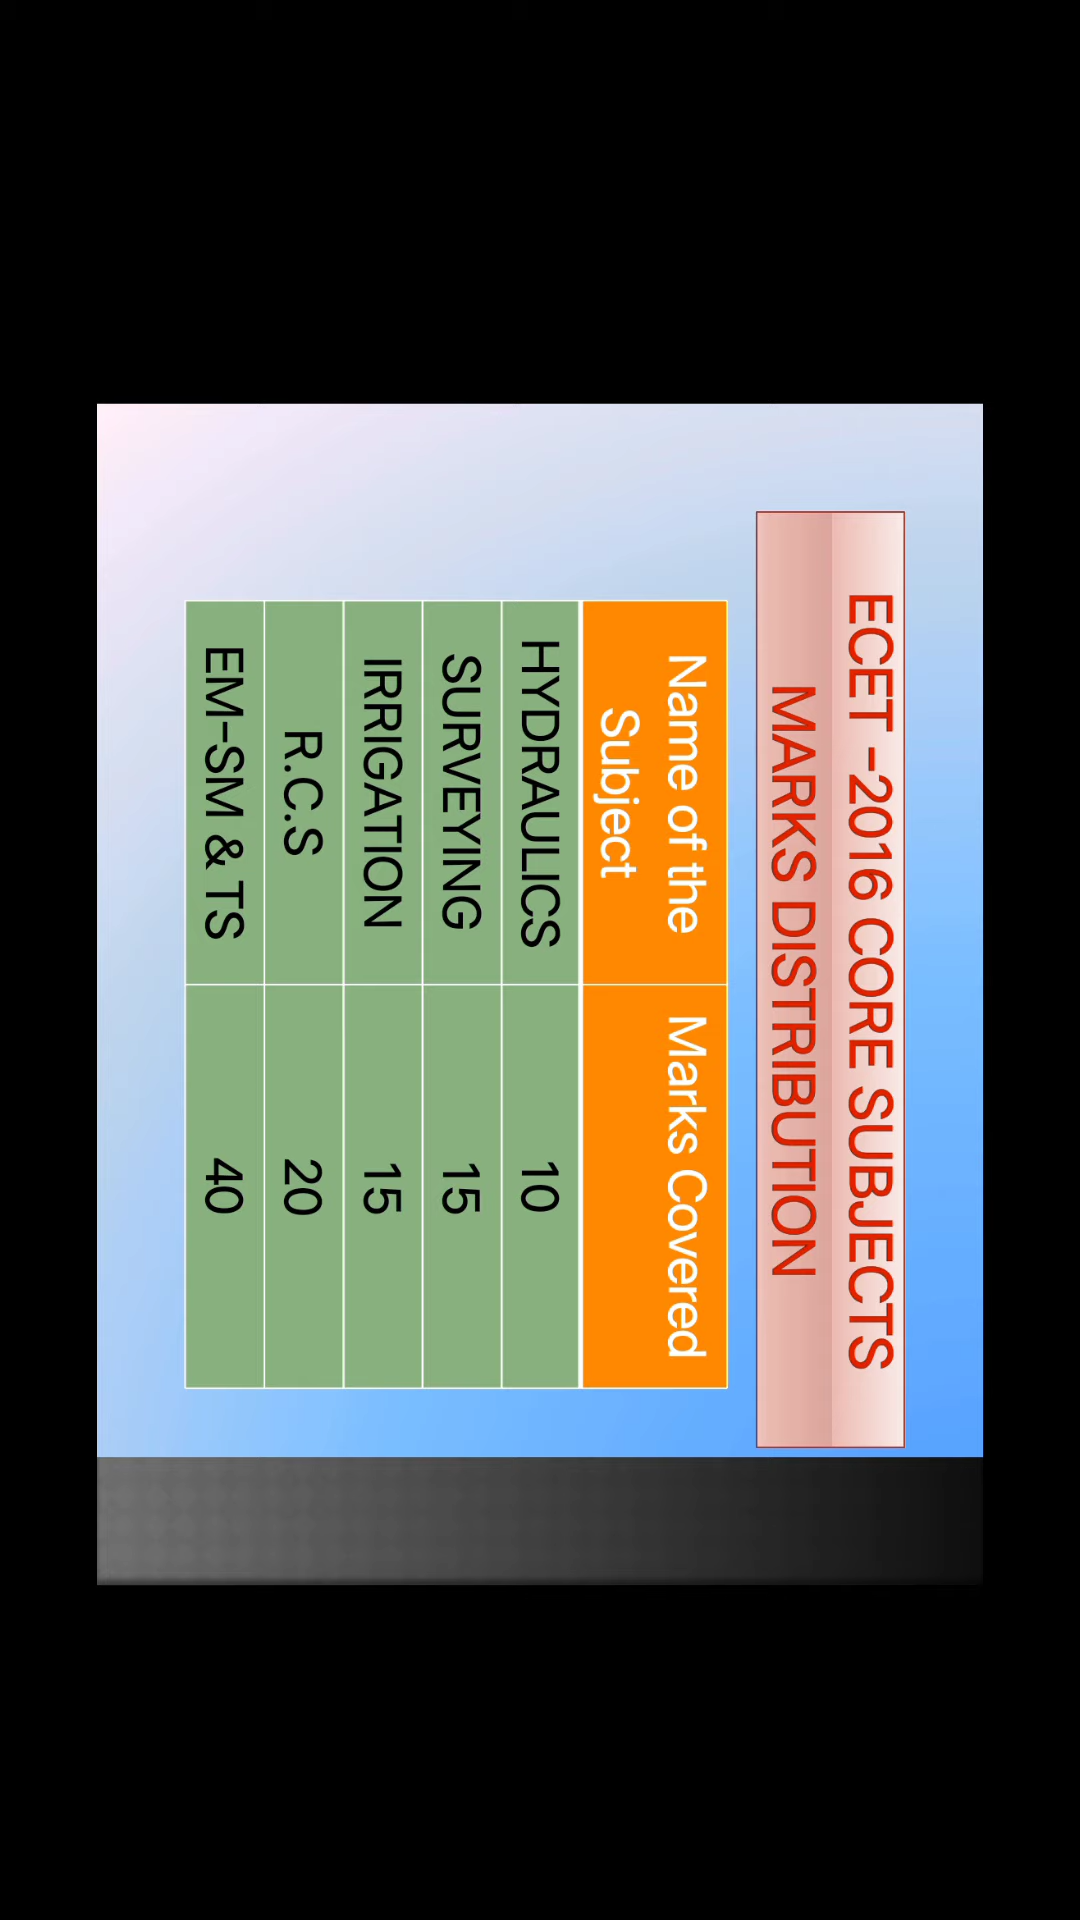 ECET -2016 CORE SUBJECTS
MARKS DISTRIBUTION
Name of the Marks Covered
Subject
HYDRAULICS 10
SURVEYING 15
IRRIGATION 15
R.C.S 20
EM-SM & TS 40